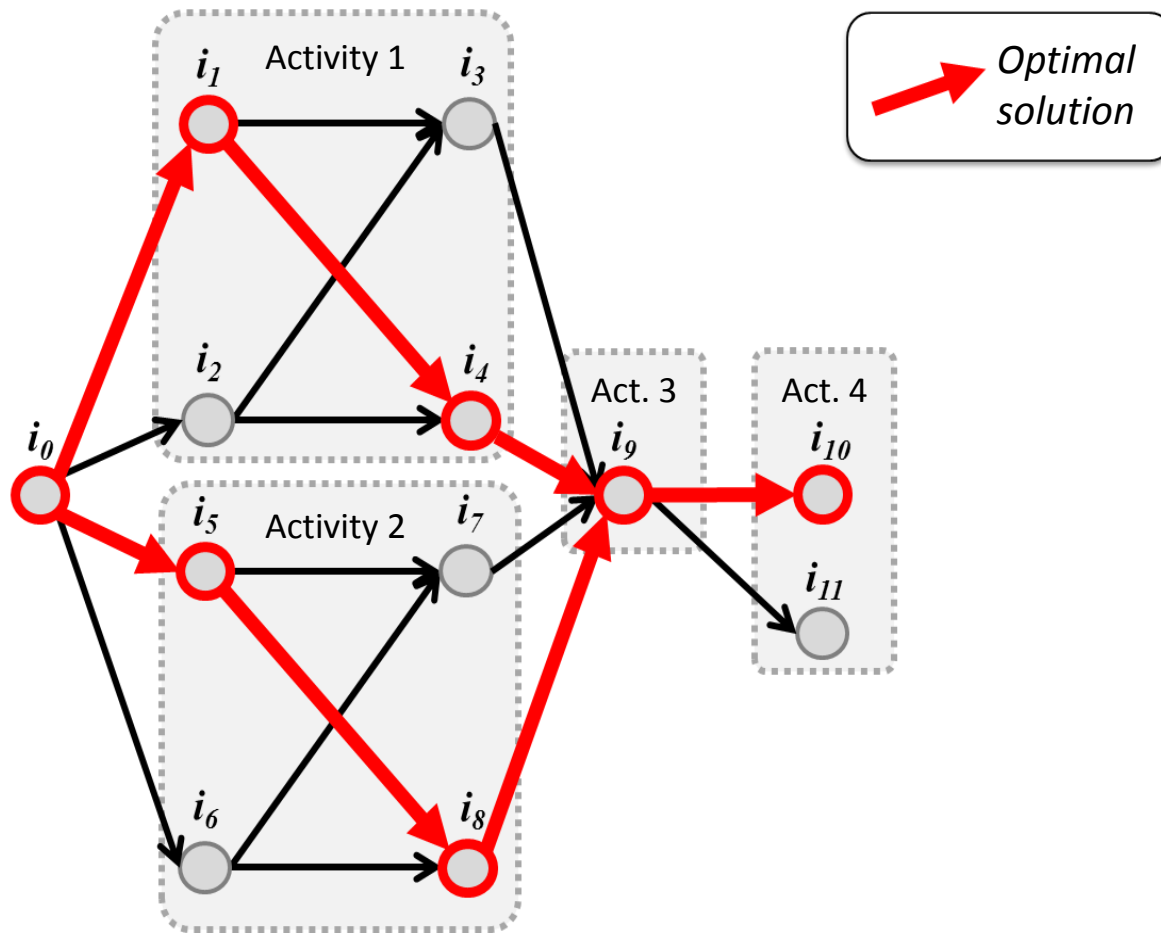 Activity 1
i1
i3
Optimal
solution
i2
i4
Act. 3
Act. 4
i0
i9
i10
i5
Activity 2
i7
i11
i6
i8